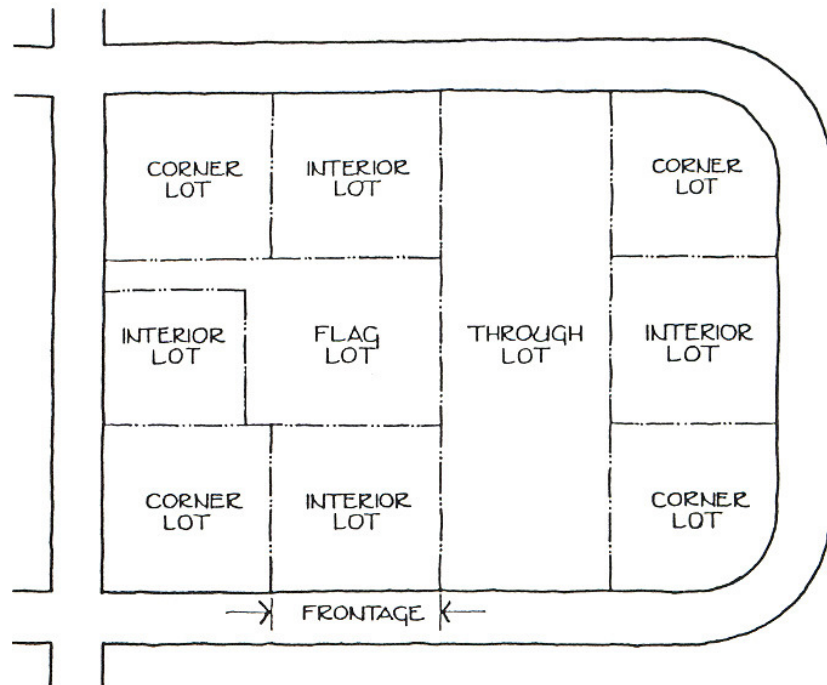 CORNER
LOT
INTERIOR
LOT
CORNER
LOT
INTERIOR
LOT
FLAG
LOT
THROUGH
LOT
INTERIOR
LOT
CORNER
LOT
INTERIOR
LOT
CORNER
LOT
FRONTAGE